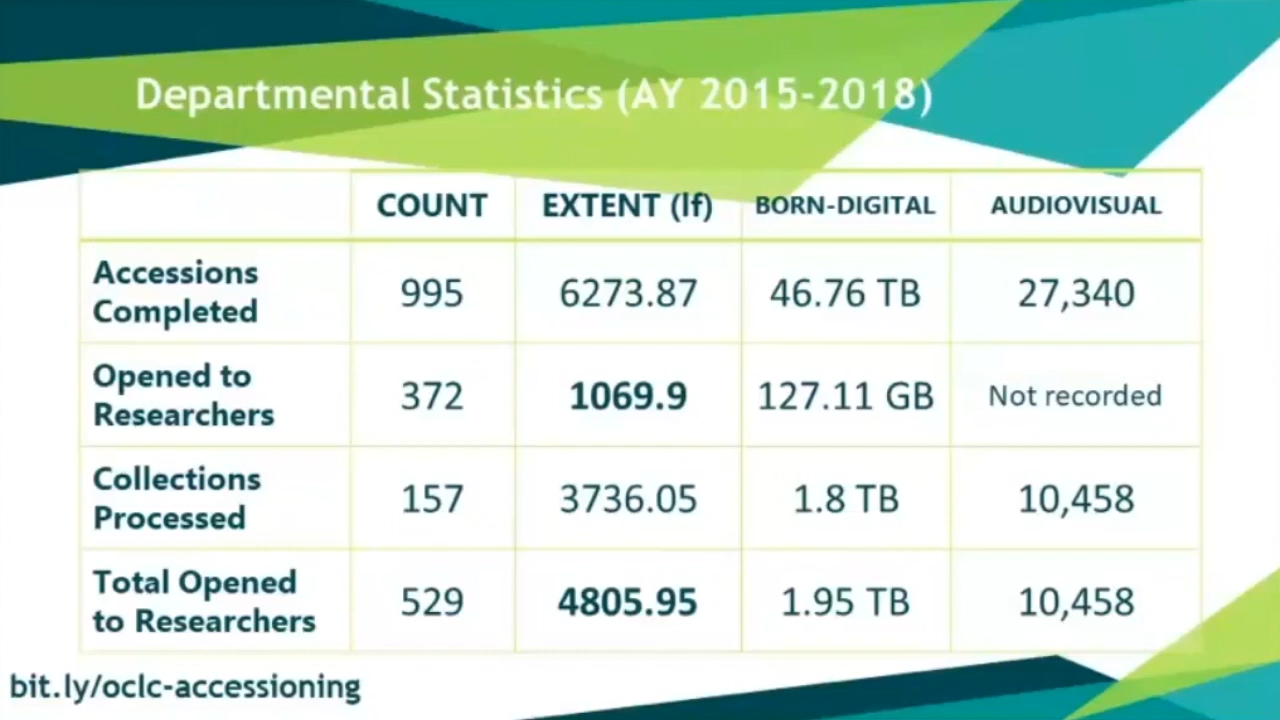 Departmental Statistics (AY 2015-2018)
COUNT EXTENT (lf) BORN-DIGITAL AUDIOVISUAL
Accessions
Completed
995 6273.87 46.76 TB 27,340
Opened to
Researchers
372 1069.9 127.11 GB Not recorded
Collections
Processed
157 3736.05 1.8 TB 10,458
Total Opened
to Researchers
529 4805.95 1.95 TB 10,458
bit.ly/oclc-accessioning